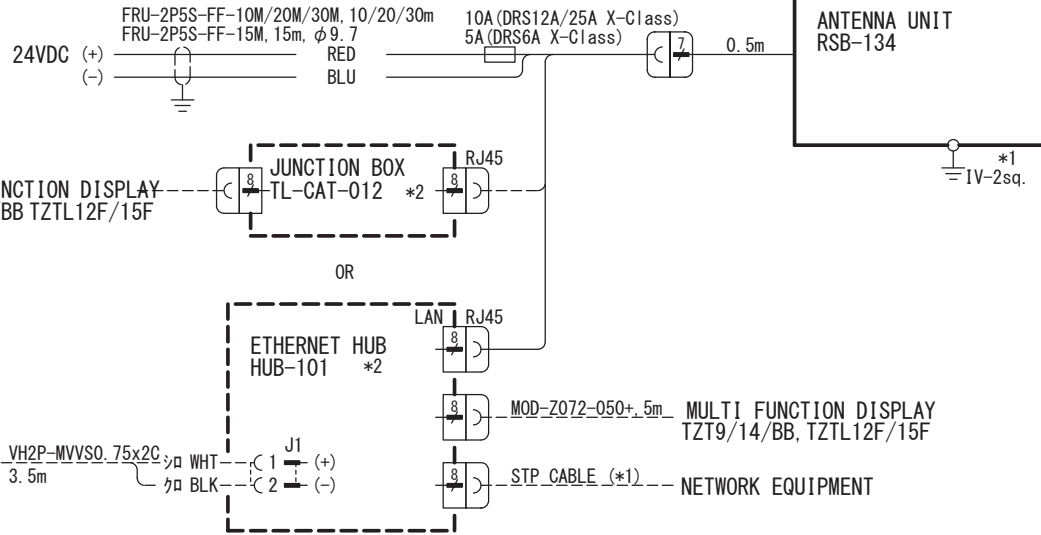 FRU-2P5S-FF-10M/20M/30M, 10/20/30m
FRU-2P5S-FF-15M, 15m, φ9.7
24VDC (+)
(-)
RED
BLU
10A(DRS12A/25A X-Class)
5A(DRS6A X-Class)
7
0.5m
ANTENNA UNIT
RSB-134
*1
IV-2sq.
NCTION DISPLAY
BB TZTL12F/15F
8
JUNCTION BOX
TL-CAT-012 *2
8
RJ45
OR
LAN RJ45
8
ETHERNET HUB
HUB-101 *2
8
MOD-Z072-050+, 5m
MULTI FUNCTION DISPLAY
TZT9/14/BB, TZTL12F/15F
VH2P-MVVS0.75x2C
3.5m
シロ WHT 1 (+)
クロ BLK 2 (-)
J1
8
STP CABLE (*1)
NETWORK EQUIPMENT